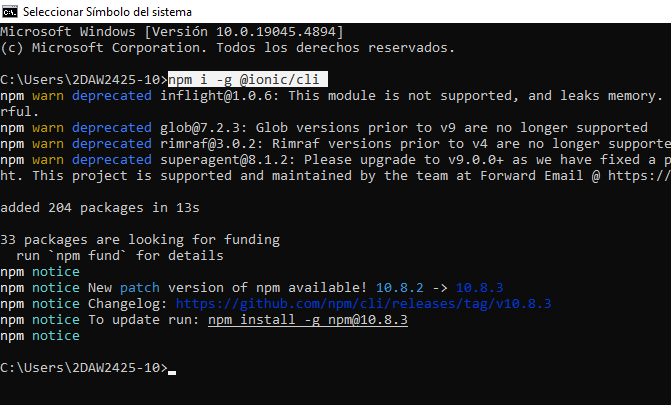 Seleccionar Símbolo del sistema
Microsoft Windows [Versión 10.0.19045.4894]
(c) Microsoft Corporation. Todos los derechos reservados.
C:\Users\2DAW2425-10>npm i -g @ionic/cli
npm warn deprecated inflight@1.0.6: This module is not supported, and leaks memory.
rful.
npm warn deprecated glob@7.2.3: Glob versions prior to v9 are no longer supported
npm warn deprecated rimraf@3.0.2: Rimraf versions prior to v4 are no longer supporte
npm warn deprecated superagent@8.1.2: Please upgrade to v9.0.0+ as we have fixed a p
ht. This project is supported and maintained by the team at Forward Email @ https://
added 204 packages in 13s
33 packages are looking for funding
run `npm fund` for details
npm notice
npm notice New patch version of npm available! 10.8.2 -> 10.8.3
npm notice Changelog: https://github.com/npm/cli/releases/tag/v10.8.3
npm notice To update run: npm install -g npm@10.8.3
npm notice
C:\Users\2DAW2425-10>